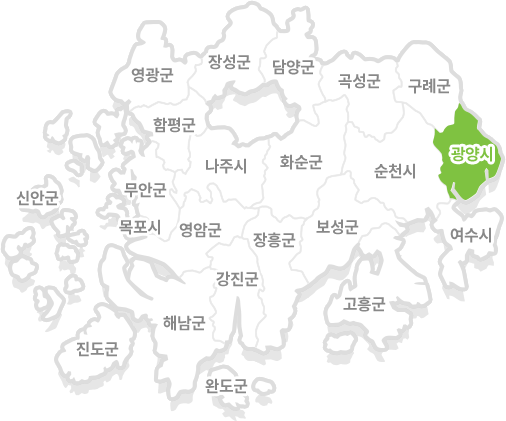 장성군
담양군
영광군
곡성군
구례군
함평군
광양시
나주시
화순군
순천시
무안군
신안군
목포시
영암군
장흥군
보성군
여수시
강진군
고흥군
해남군
진도군
완도군